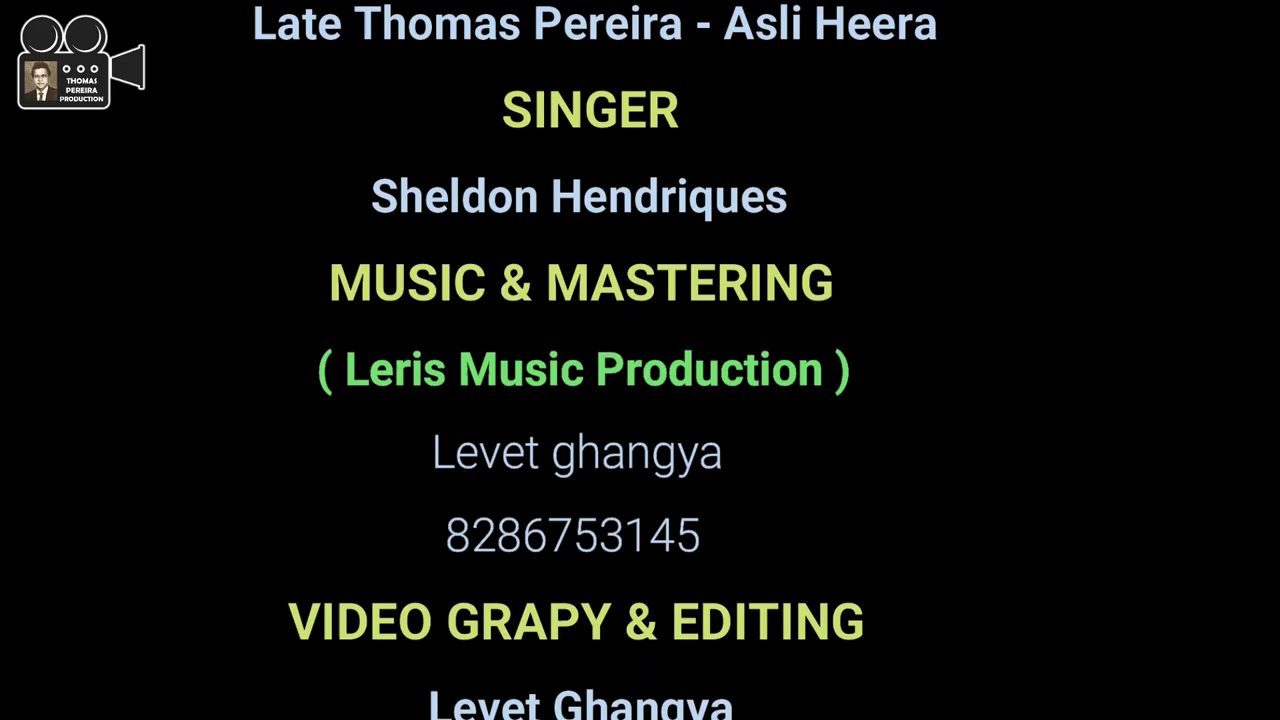 Late Thomas Pereira - Asli Heera
THOMAS
PEREIRA
PRODUCTION
SINGER
Sheldon Hendriques
MUSIC & MASTERING
( Leris Music Production )
Levet ghangya
8286753145
VIDEO GRAPY & EDITING
Levet Ghangya